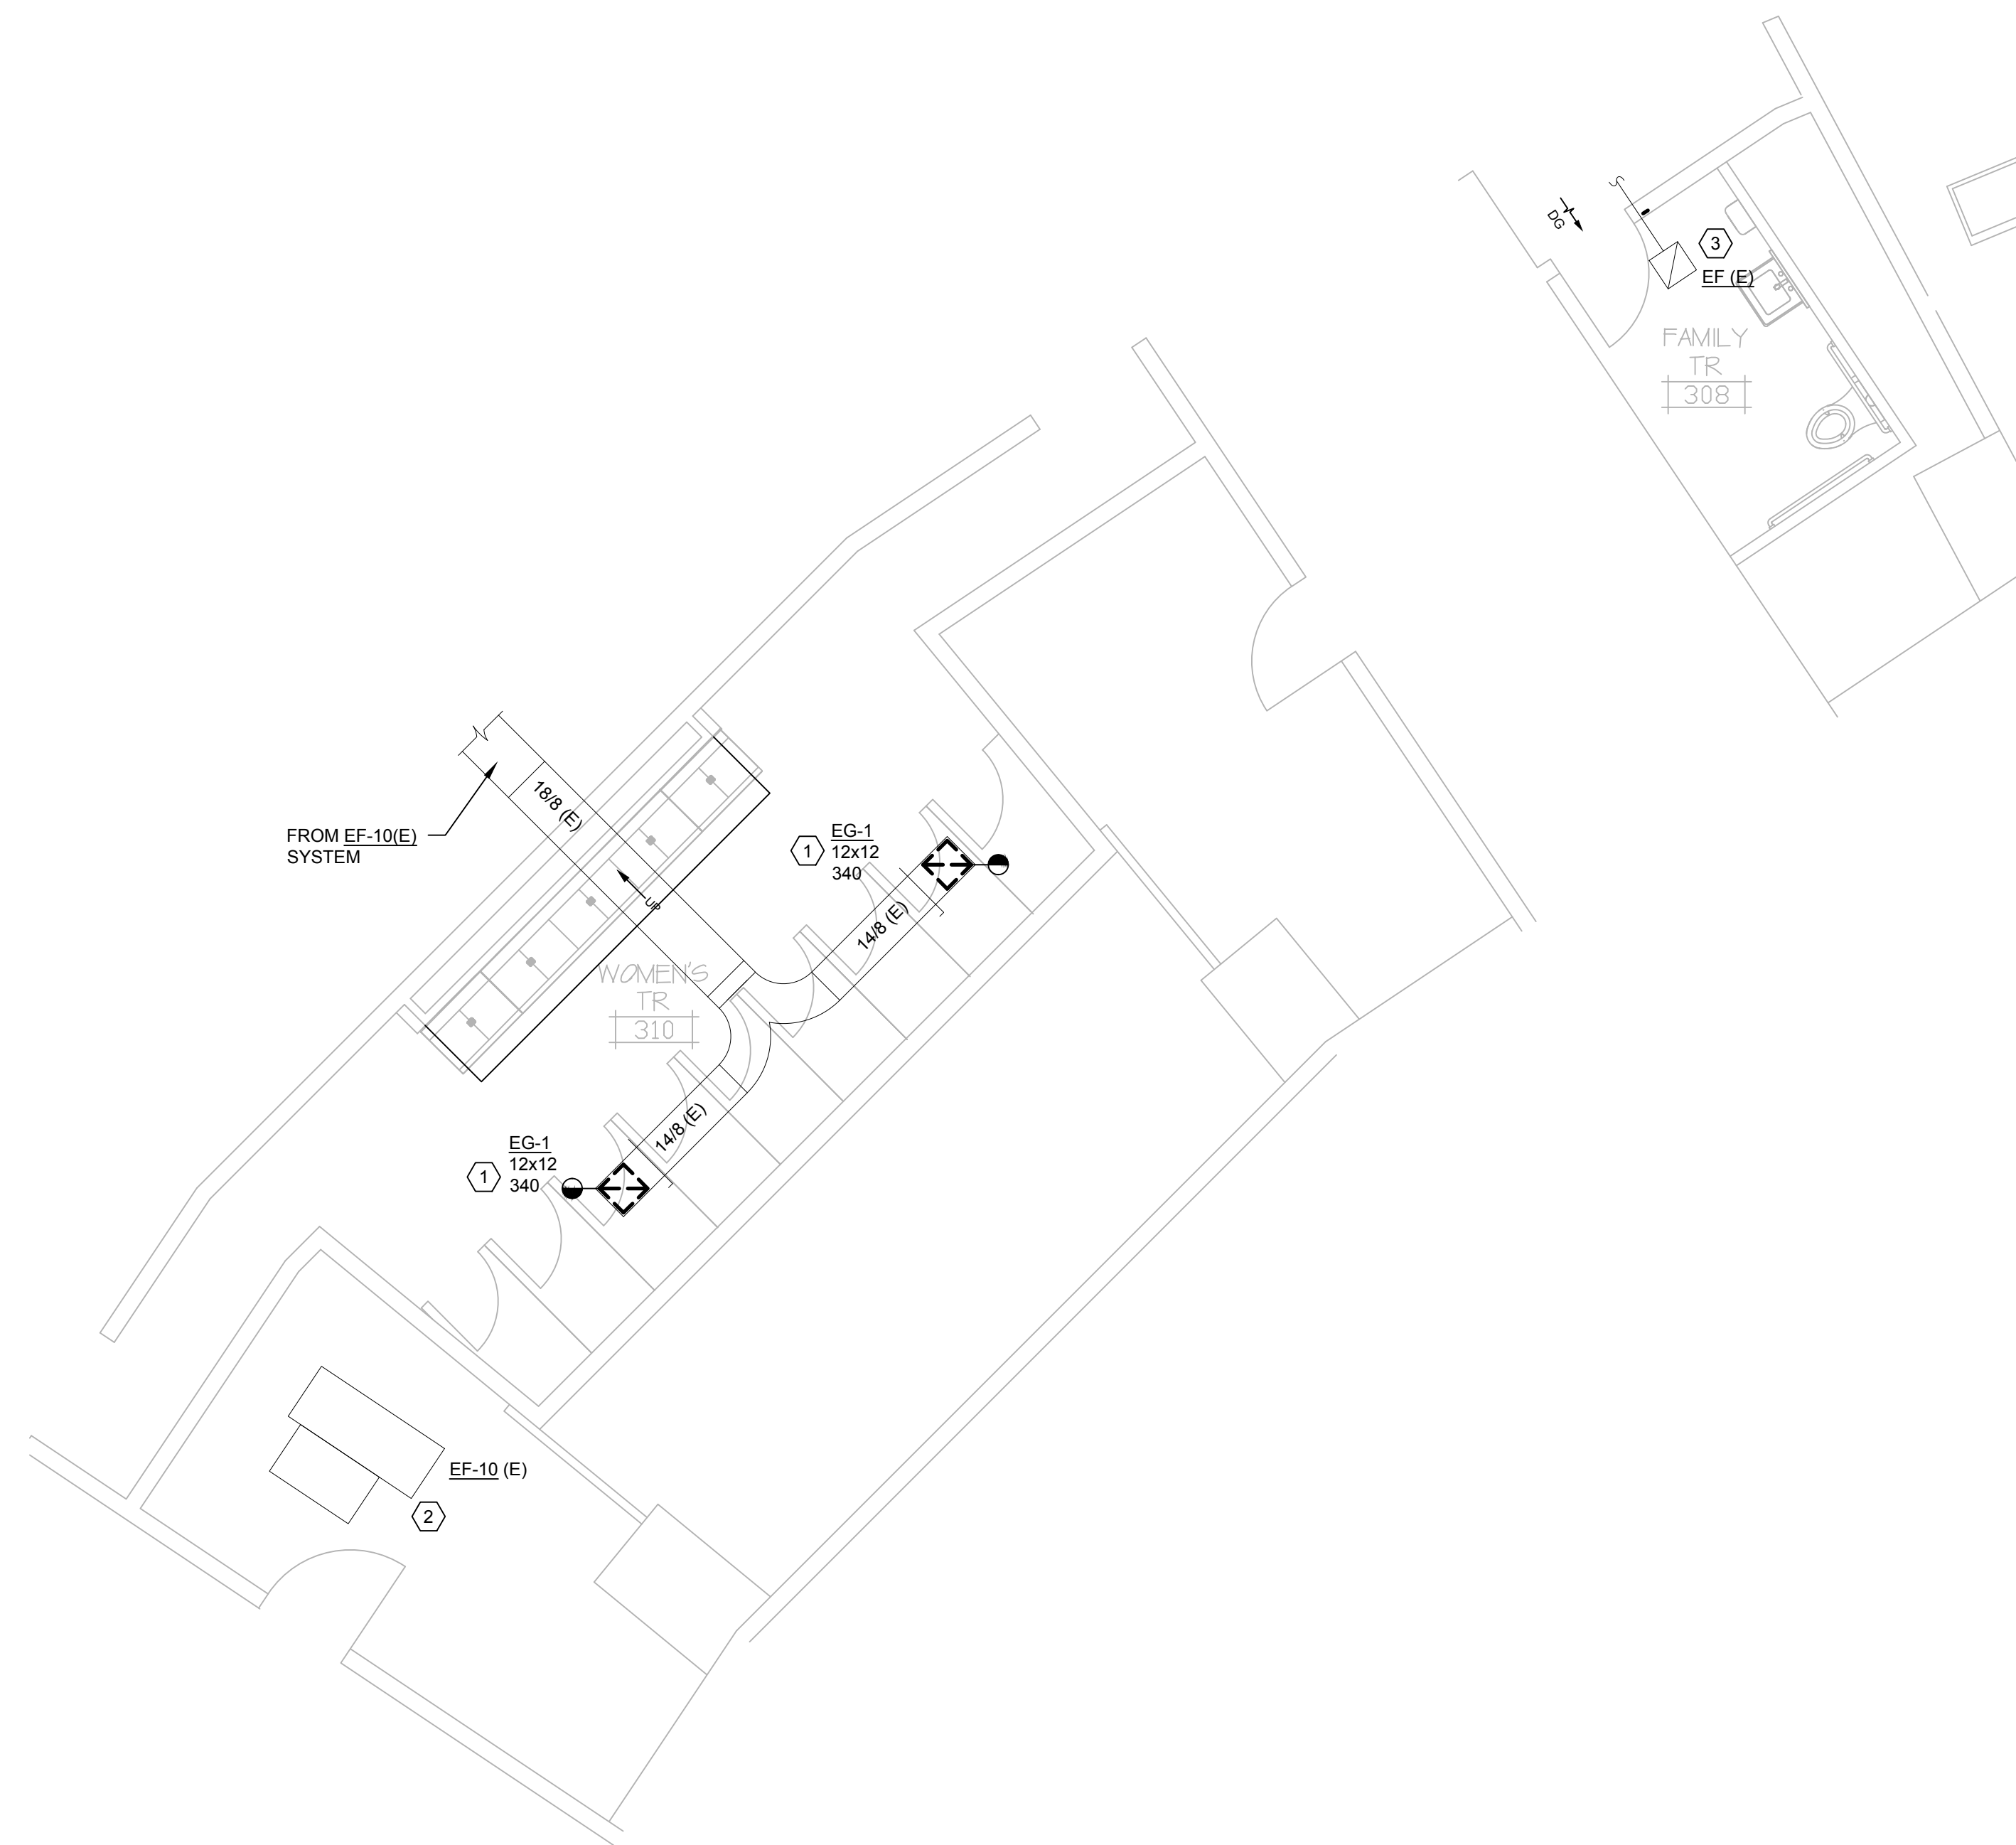 DG
3
EF (E)
FAMILY
TR
308
18/8 (E)
FROM EF-10(E)
SYSTEM
1
EG-1
12x12
340
UP
14/8 (E)
WOMEN'S
TR
310
14/8 (E)
1
EG-1
12x12
340
EF-10 (E)
2